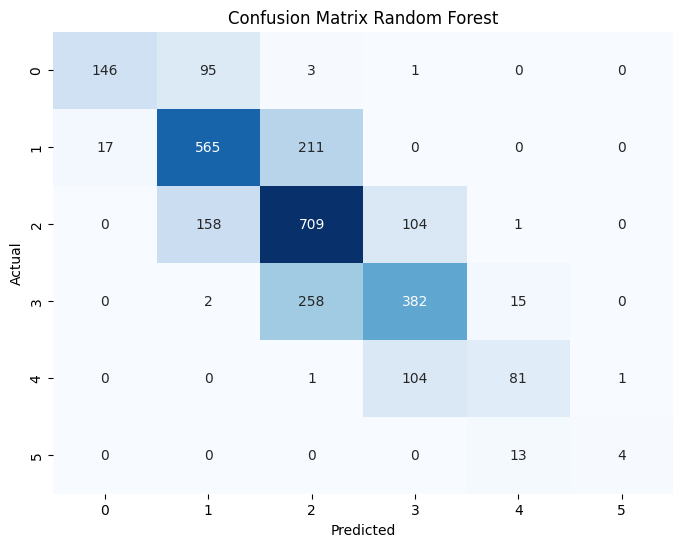 Confusion Matrix Random Forest
0 146 95 3 1 0 0
1 17 565 211 0 0 0
2 0 158 709 104 1 0
3 0 2 258 382 15 0
4 0 0 1 104 81 1
5 0 0 0 0 13 4
Actual
0 1 2 3 4 5
Predicted